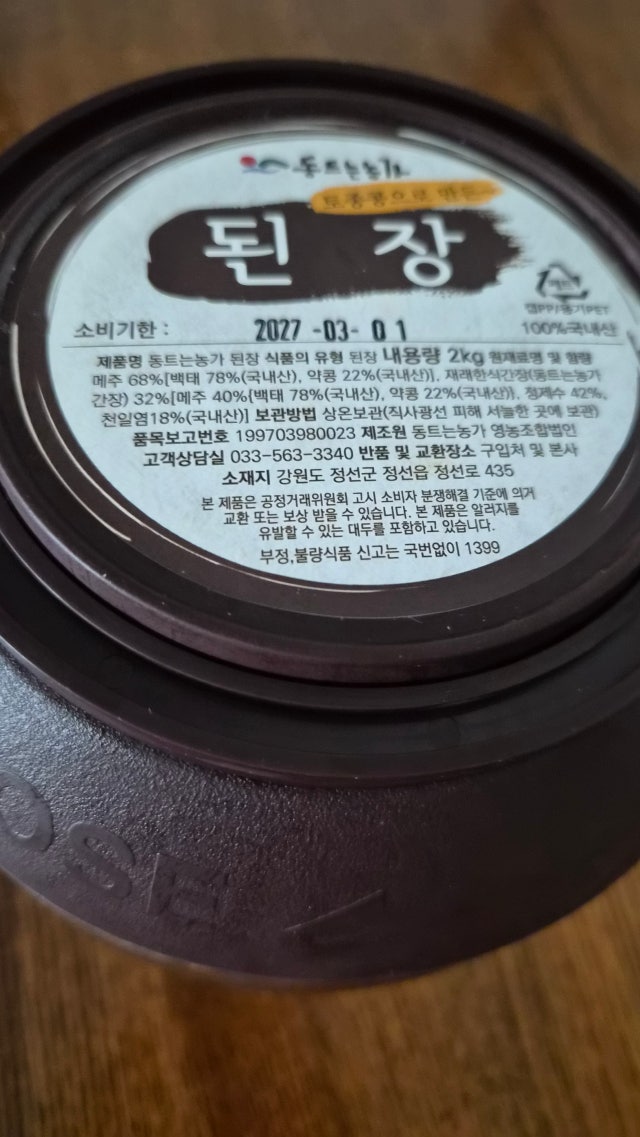 동트는농가
토종콩으로 만든
된 장
소비기한 : 2027 -03- 0 1
페트
캡PP/용기PET
100%국내산
제품명 동트는농가 된장 식품의 유형 된장 내용량 2kg 원재료명 및 함량
메주 68%[백태 78%(국내산), 약콩 22%(국내산)], 재래한식간장(동트는농가
간장) 32%[메주 40%{백태 78%(국내산), 약콩 22%(국내산)}, 정제수 42%,
천일염18%(국내산)] 보관방법 상온보관(직사광선 피해 서늘한 곳에 보관)
품목보고번호 199703980023 제조원 동트는농가 영농조합법인
고객상담실 033-563-3340 반품 및 교환장소 구입처 및 본사
소재지 강원도 정선군 정선읍 정선로 435
본 제품은 공정거래위원회 고시 소비자 분쟁해결 기준에 의거
교환 또는 보상 받을 수 있습니다. 본 제품은 알러지를
유발할 수 있는 대두를 포함하고 있습니다.
부정,불량식품 신고는 국번없이 1399
OSE